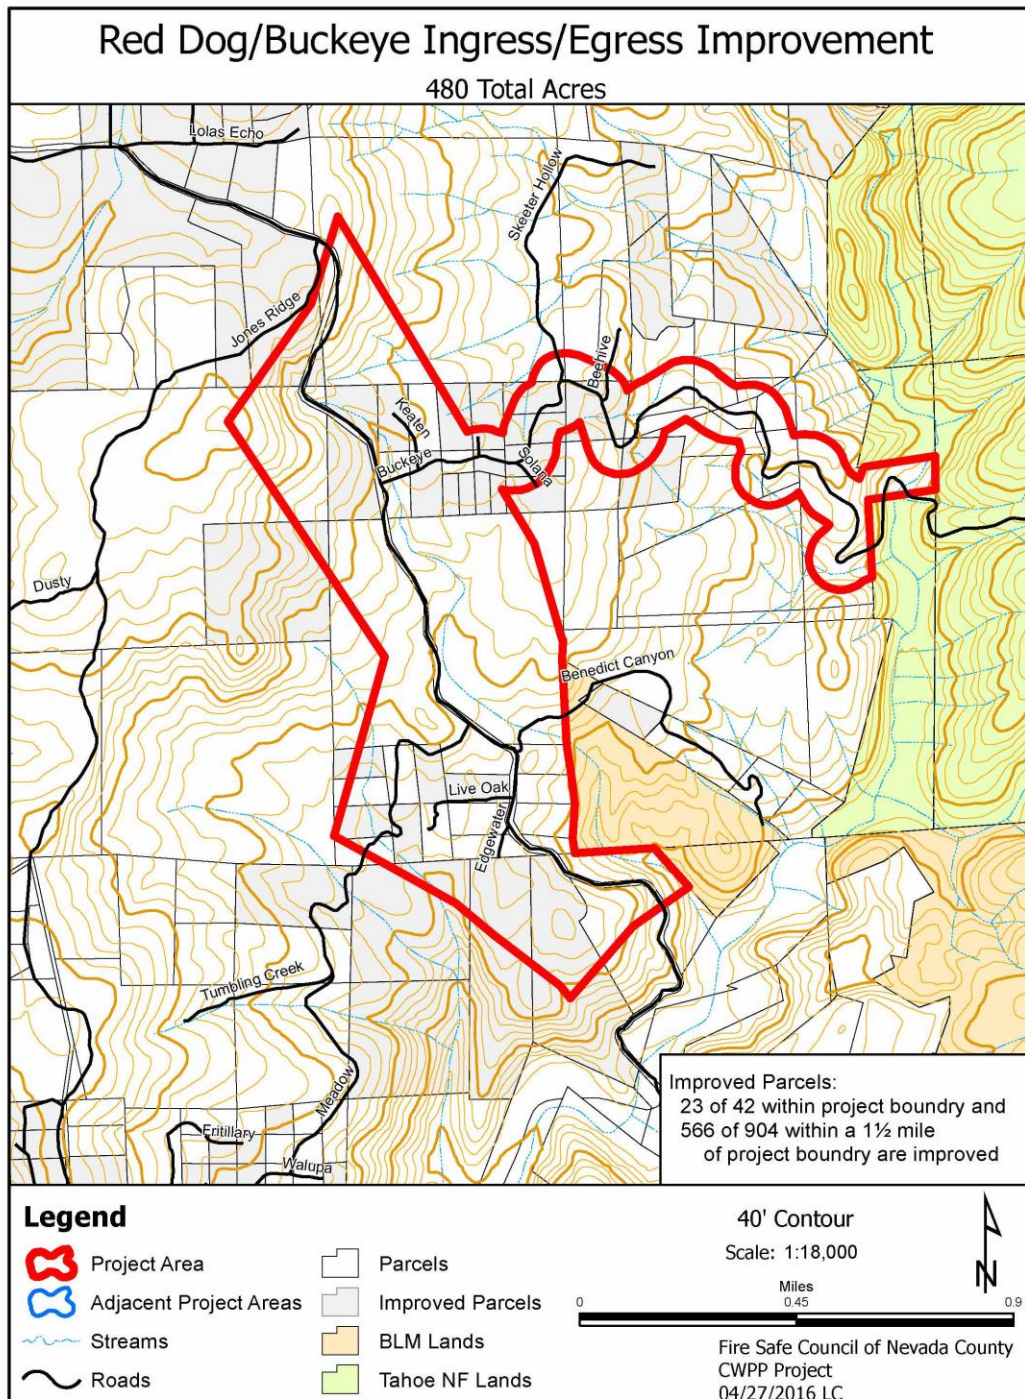 Red Dog/Buckeye Ingress/Egress Improvement
480 Total Acres
Lolas Echo
Skeeter Hollow
Jones Ridge
Beehive
Keaten
Buckeye
Solana
Dusty
Benedict Canyon
Live Oak
Edgewater
Tumbling Creek
Meadow
Fritillary
Walupa
Improved Parcels:
23 of 42 within project boundry and
566 of 904 within a 1½ mile
of project boundry are improved
Legend
Project Area
Adjacent Project Areas
Streams
Roads
Parcels
Improved Parcels
BLM Lands
Tahoe NF Lands
40' Contour
Scale: 1:18,000
Miles
0 0.45 0.9
N
Fire Safe Council of Nevada County
CWPP Project
04/27/2016 LC